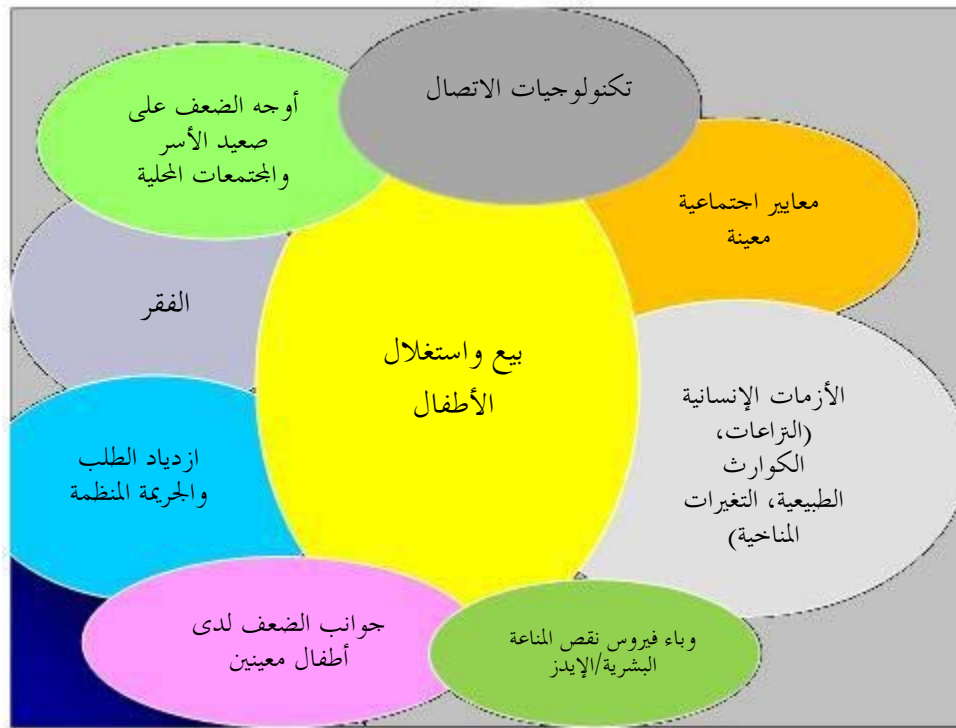 تكنولوجيات الاتصال
أوجه الضعف على
صعيد الأسر
والمجتمعات المحلية
معايير اجتماعية
معينة
الفقر
بيع واستغلال
الأطفال
الأزمات الإنسانية
(النزاعات،
الكوارث
الطبيعية، التغيرات
المناخية)
ازدياد الطلب
والجريمة المنظمة
جوانب الضعف لدى
أطفال معينين
وباء فيروس نقص المناعة
البشرية/الإيدز